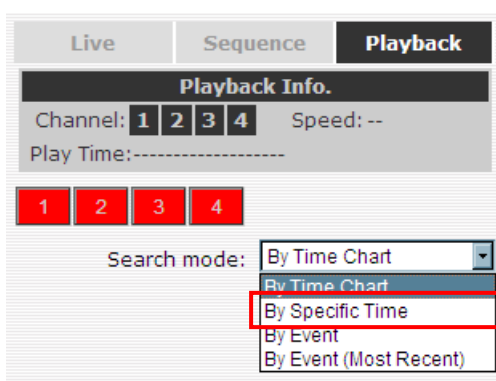 Live Sequence Playback
Playback Info.
Channel: 1 2 3 4 Speed: --
Play Time:-------------------
1 2 3 4
Search mode: By Time Chart
By Time Chart
By Specific Time
By Event
By Event (Most Recent)